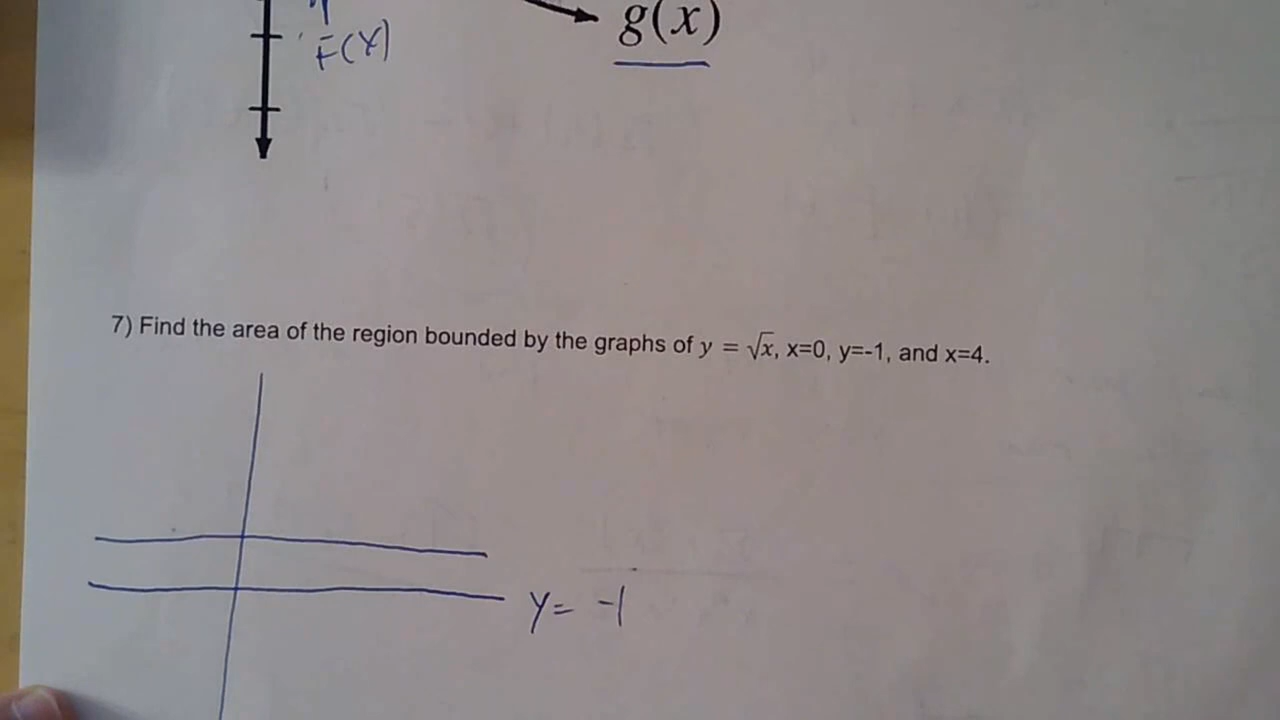 g(x)
F(x)
7) Find the area of the region bounded by the graphs of y = √x, x=0, y=-1, and x=4.
y= -1